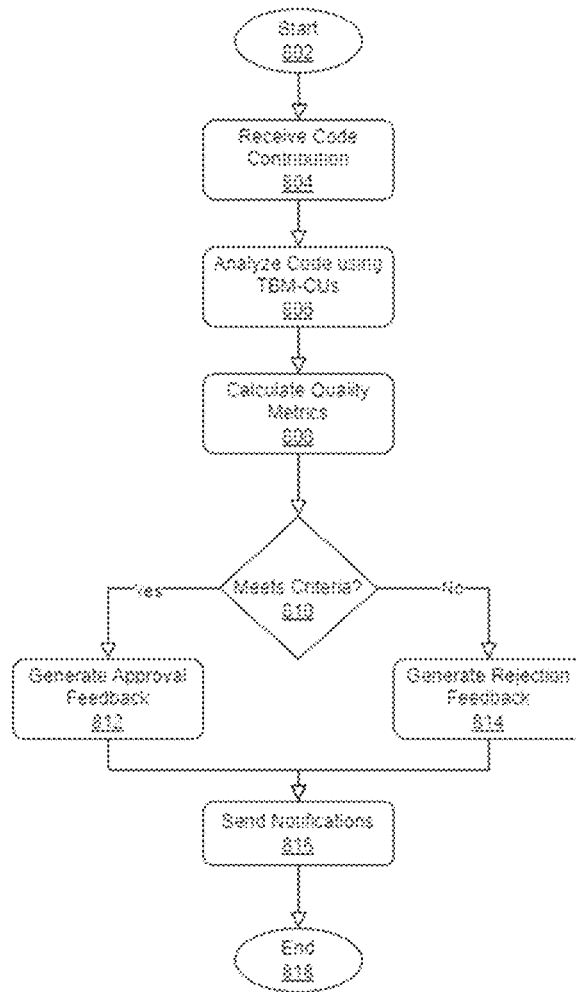 Start
802
Receive Code
Contribution
804
Analyze Code using
TBM-CUs
806
Calculate Quality
Metrics
808
Meets Criteria?
810
Yes
No
Generate Approval
Feedback
812
Generate Rejection
Feedback
814
Send Notifications
816
End
818